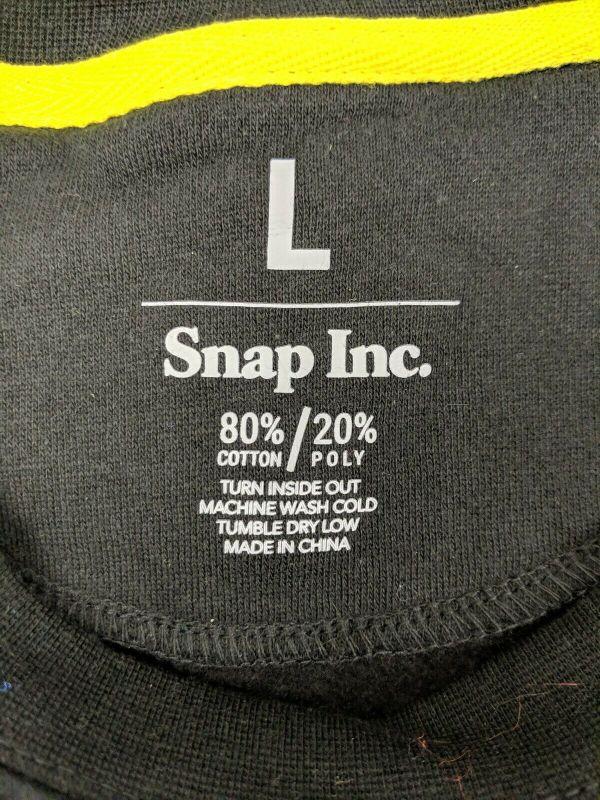 L
Snap Inc.
80%/20%
COTTON POLY
TURN INSIDE OUT
MACHINE WASH COLD
TUMBLE DRY LOW
MADE IN CHINA